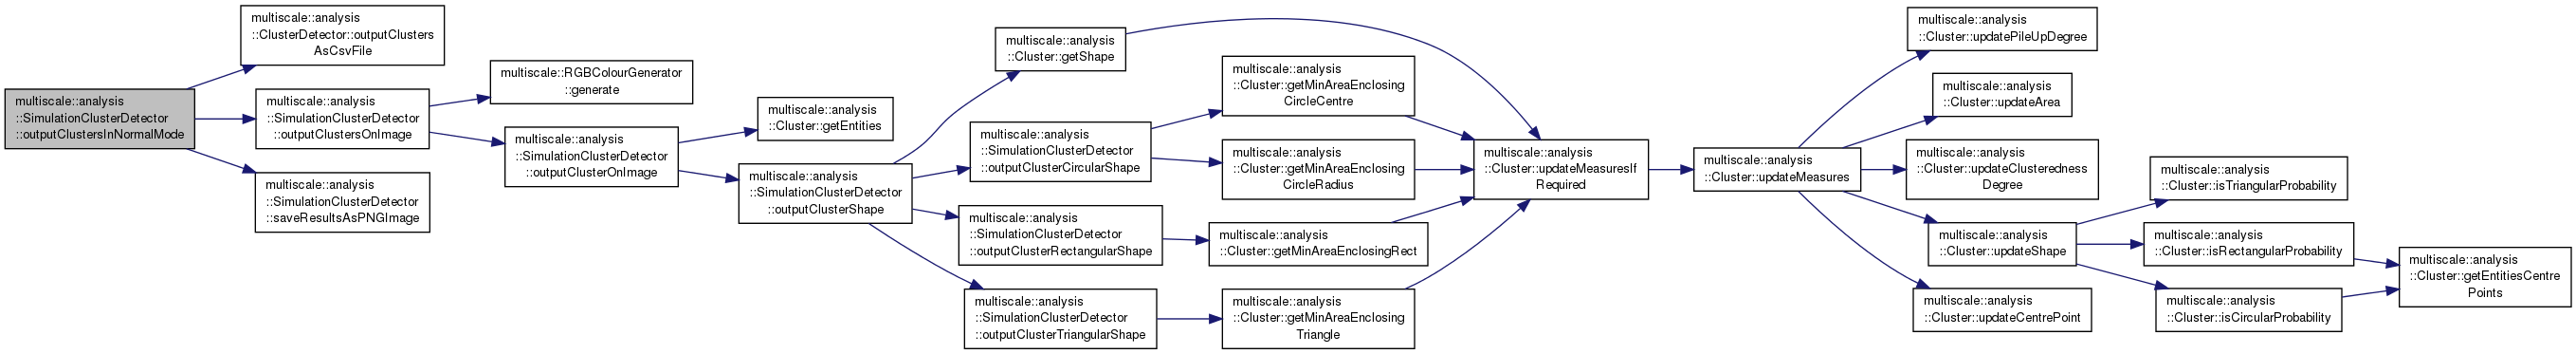 multiscale::analysis
::SimulationClusterDetector
::outputClustersInNormalMode
multiscale::analysis
::ClusterDetector::outputClusters
AsCsvFile
multiscale::analysis
::SimulationClusterDetector
::outputClustersOnImage
multiscale::analysis
::SimulationClusterDetector
::saveResultsAsPNGImage
multiscale::RGBColourGenerator
::generate
multiscale::analysis
::SimulationClusterDetector
::outputClusterOnImage
multiscale::analysis
::Cluster::getEntities
multiscale::analysis
::SimulationClusterDetector
::outputClusterShape
multiscale::analysis
::Cluster::getShape
multiscale::analysis
::SimulationClusterDetector
::outputClusterCircularShape
multiscale::analysis
::SimulationClusterDetector
::outputClusterRectangularShape
multiscale::analysis
::SimulationClusterDetector
::outputClusterTriangularShape
multiscale::analysis
::Cluster::getMinAreaEnclosing
CircleCentre
multiscale::analysis
::Cluster::getMinAreaEnclosing
CircleRadius
multiscale::analysis
::Cluster::getMinAreaEnclosingRect
multiscale::analysis
::Cluster::getMinAreaEnclosing
Triangle
multiscale::analysis
::Cluster::updateMeasuresIf
Required
multiscale::analysis
::Cluster::updateMeasures
multiscale::analysis
::Cluster::updatePileUpDegree
multiscale::analysis
::Cluster::updateArea
multiscale::analysis
::Cluster::updateClusteredness
Degree
multiscale::analysis
::Cluster::updateShape
multiscale::analysis
::Cluster::updateCentrePoint
multiscale::analysis
::Cluster::isTriangularProbability
multiscale::analysis
::Cluster::isRectangularProbability
multiscale::analysis
::Cluster::isCircularProbability
multiscale::analysis
::Cluster::getEntitiesCentre
Points